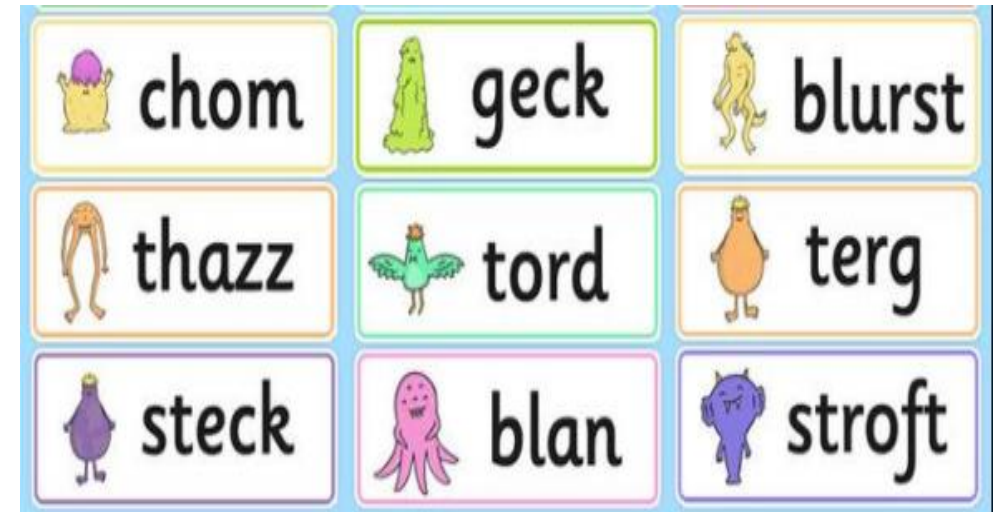 chom
geck
blurst
thazz
tord
terg
steck
blan
stroft